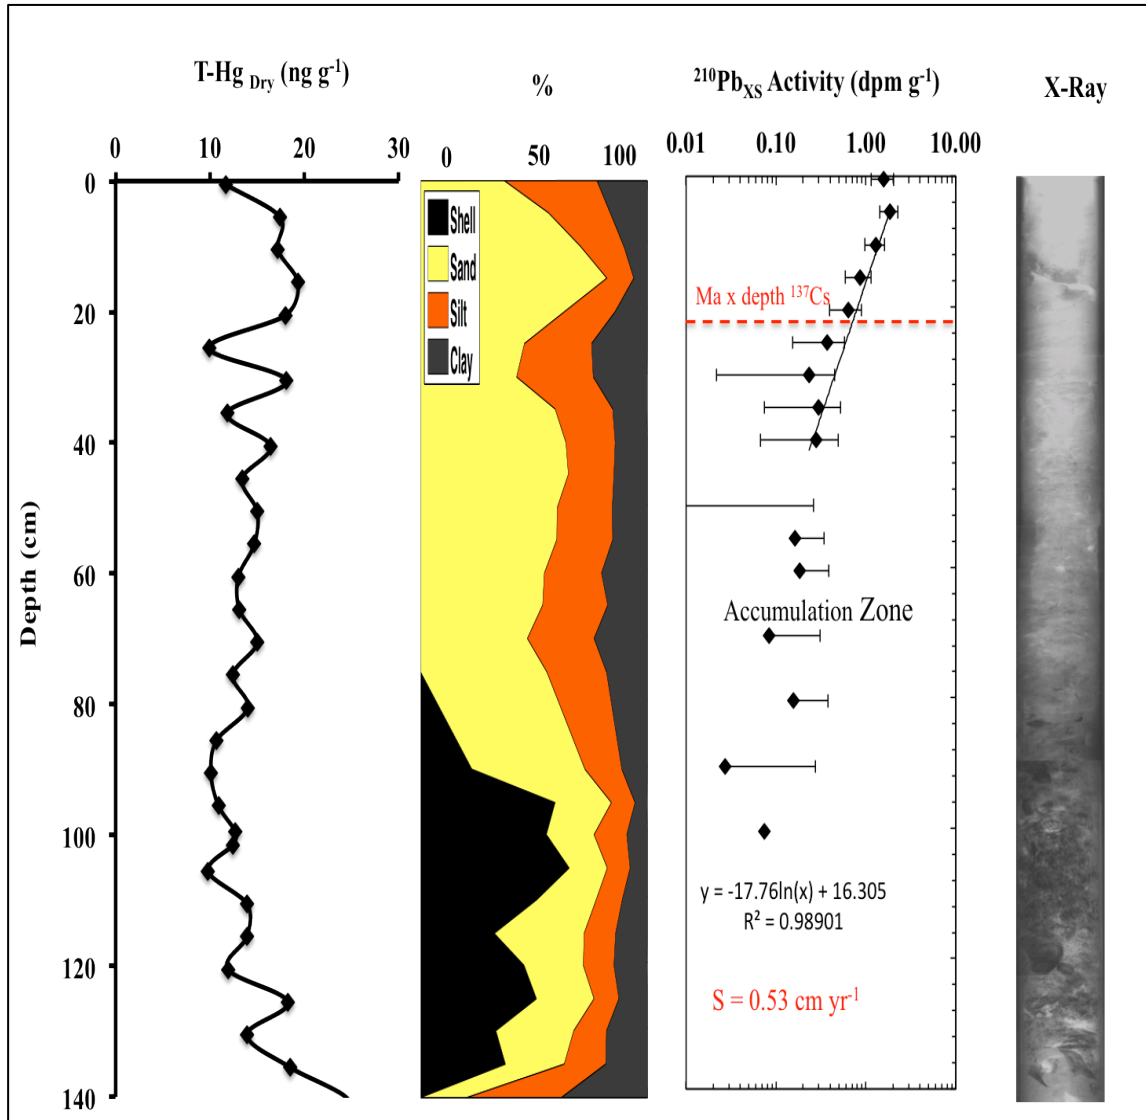 T-Hg Dry (ng g-1)
%
210PbXS Activity (dpm g-1)
X-Ray
0 10 20 30
0 50 100
0.01 0.10 1.00 10.00
0
20
40
60
80
100
120
140
Depth (cm)
Shell
Sand
Silt
Clay
Ma x depth 137Cs
Accumulation Zone
y = -17.76ln(x) + 16.305
R² = 0.98901
S = 0.53 cm yr-1